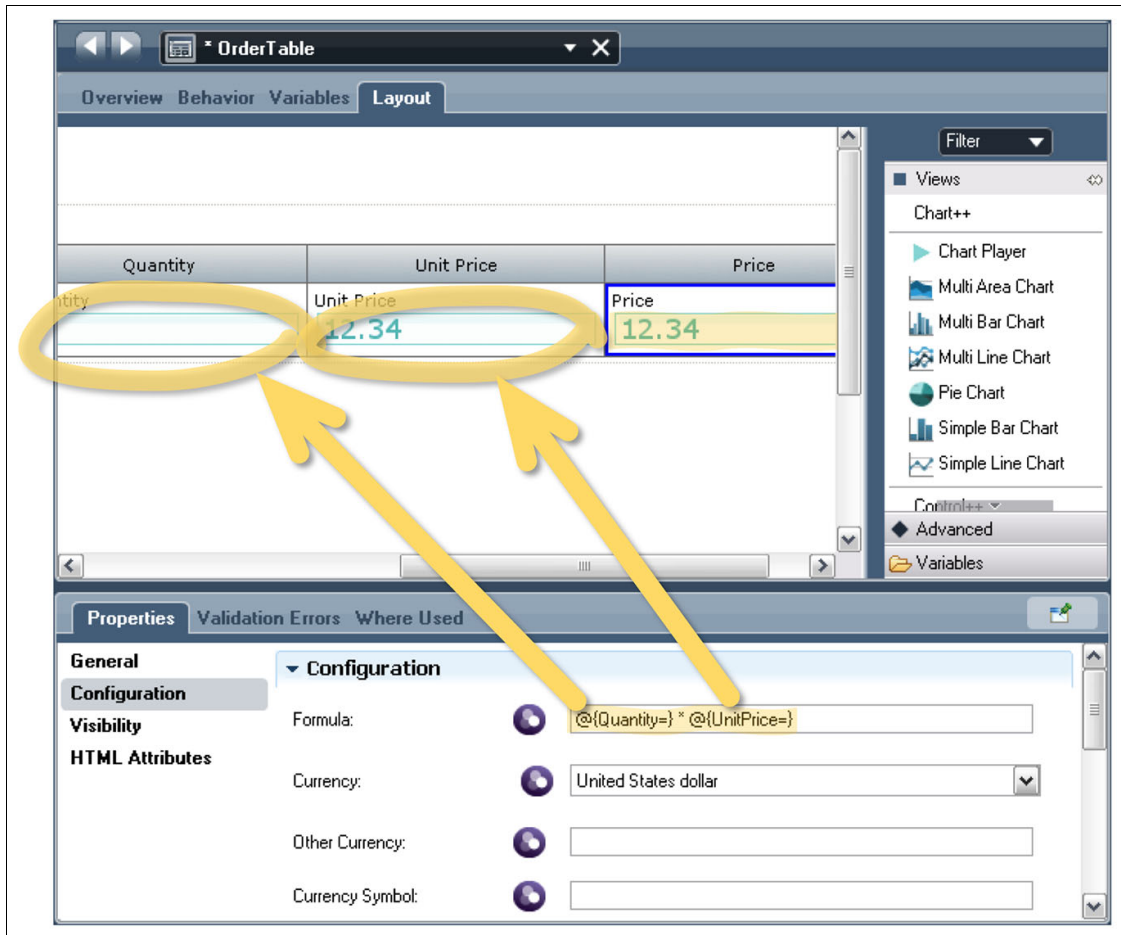 * OrderTable
Overview Behavior Variables Layout
Filter
Views
Chart++
Chart Player
Multi Area Chart
Multi Bar Chart
Multi Line Chart
Pie Chart
Simple Bar Chart
Simple Line Chart
Control++
Advanced
Variables
Quantity Unit Price Price
ntity Unit Price Price
12.34 12.34
Properties Validation Errors Where Used
General
Configuration
Visibility
HTML Attributes
Configuration
Formula: @{Quantity=} * @{UnitPrice=}
Currency: United States dollar
Other Currency:
Currency Symbol: